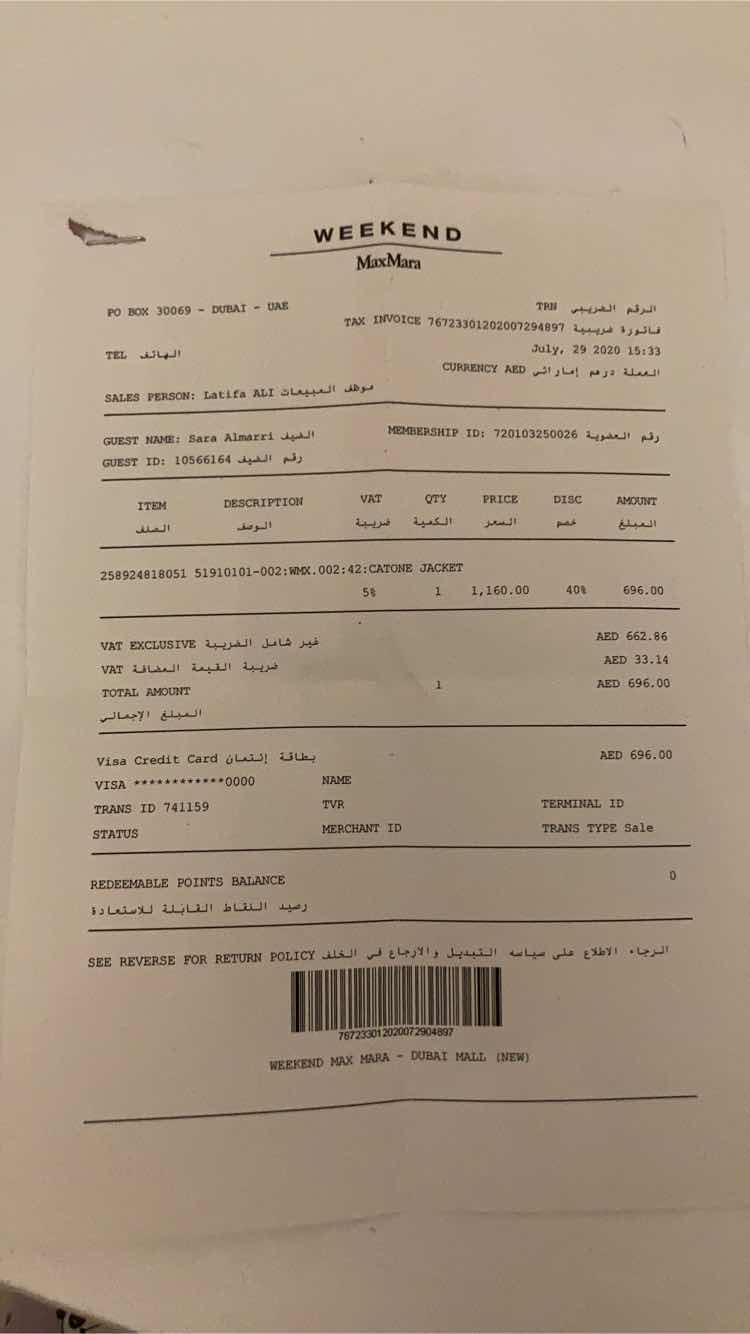 WEEKEND
MaxMara
PO BOX 30069 - DUBAI - UAE
TRN الرقم الضريبي
TAX INVOICE 76723301202007294897 فاتورة ضريبية
TEL الهاتف
July, 29 2020 15:33
CURRENCY AED العملة درهم إماراتي
SALES PERSON: Latifa ALI موظف المبيعات
GUEST NAME: Sara Almarri الضيف
MEMBERSHIP ID: 720103250026 رقم العضوية
GUEST ID: 10566164 رقم الضيف
ITEM DESCRIPTION VAT QTY PRICE DISC AMOUNT
الصنف الوصف ضريبة الكمية السعر خصم المبلغ
258924818051 51910101-002:WMX.002:42:CATONE JACKET
5% 1 1,160.00 40% 696.00
VAT EXCLUSIVE غير شامل الضريبة AED 662.86
VAT ضريبة القيمة المضافة AED 33.14
TOTAL AMOUNT 1 AED 696.00
المبلغ الإجمالي
Visa Credit Card بطاقة إئتمان AED 696.00
VISA ************0000 NAME
TRANS ID 741159 TVR TERMINAL ID
STATUS MERCHANT ID TRANS TYPE Sale
REDEEMABLE POINTS BALANCE 0
رصيد النقاط القابلة للاستعادة
SEE REVERSE FOR RETURN POLICY الرجاء الاطلاع على سياسه التبديل والارجاع في الخلف
767233012020072904897
WEEKEND MAX MARA - DUBAI MALL (NEW)